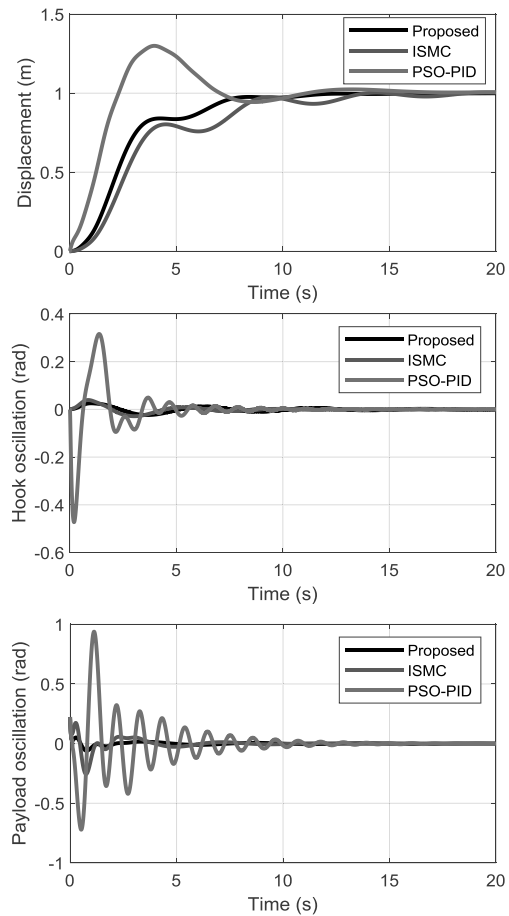 1.5
1
0.5
0
Displacement (m)
Proposed
ISMC
PSO-PID
0 5 10 15 20
Time (s)
0.4
0.2
0
-0.2
-0.4
-0.6
Hook oscillation (rad)
Proposed
ISMC
PSO-PID
0 5 10 15 20
Time (s)
1
0.5
0
-0.5
-1
Payload oscillation (rad)
Proposed
ISMC
PSO-PID
0 5 10 15 20
Time (s)